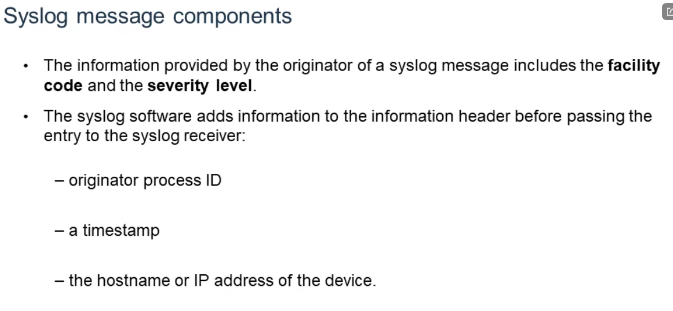 Syslog message components
• The information provided by the originator of a syslog message includes the facility
code and the severity level.
• The syslog software adds information to the information header before passing the
entry to the syslog receiver:
– originator process ID
– a timestamp
– the hostname or IP address of the device.